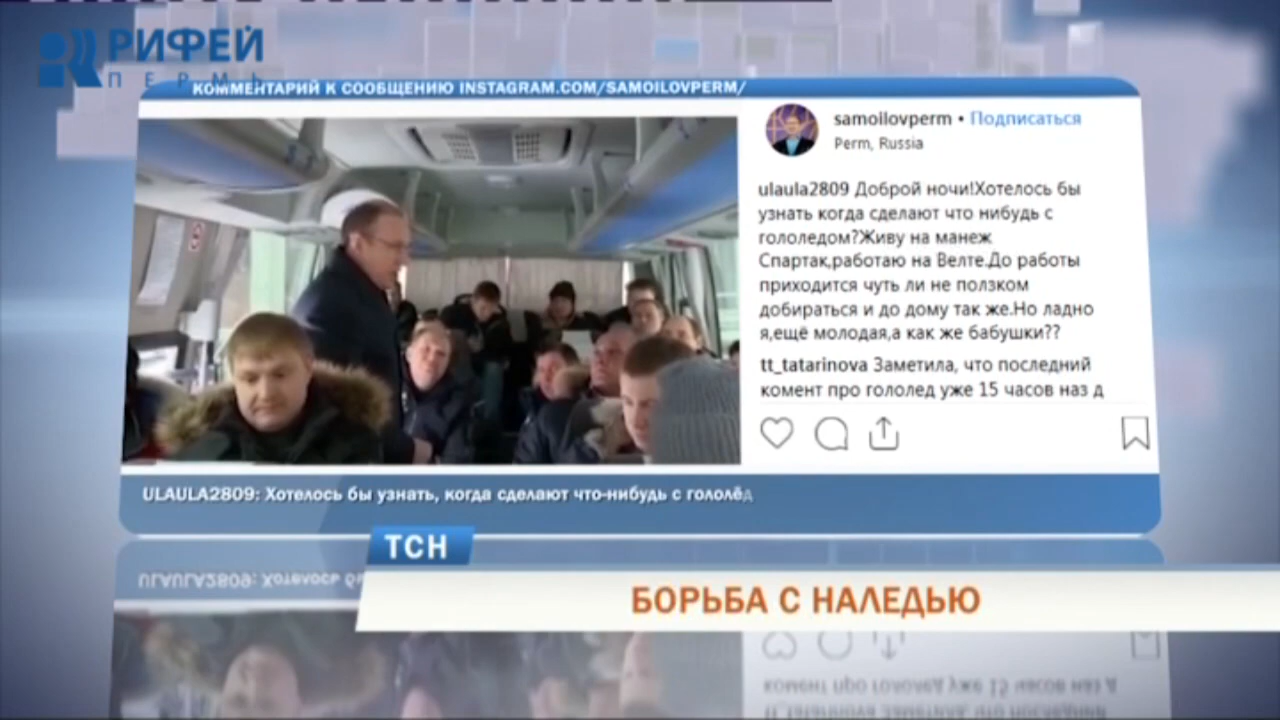 РИФЕЙ
ПЕРМЬ
КОММЕНТАРИЙ К СООБЩЕНИЮ INSTAGRAM.COM/SAMOILOVPERM/
samoilovperm • Подписаться
Perm, Russia
ulaula2809 Доброй ночи!Хотелось бы
узнать когда сделают что нибудь с
гололедом?Живу на манеж
Спартак,работаю на Велте.До работы
приходится чуть ли не ползком
добираться и до дому так же.Но ладно
я,ещё молодая,а как же бабушки??
tt_tatarinova Заметила, что последний
комент про гололед уже 15 часов наз д
ULAULA2809: Хотелось бы узнать, когда сделают что-нибудь с гололёд
ТСН
БОРЬБА С НАЛЕДЬЮ